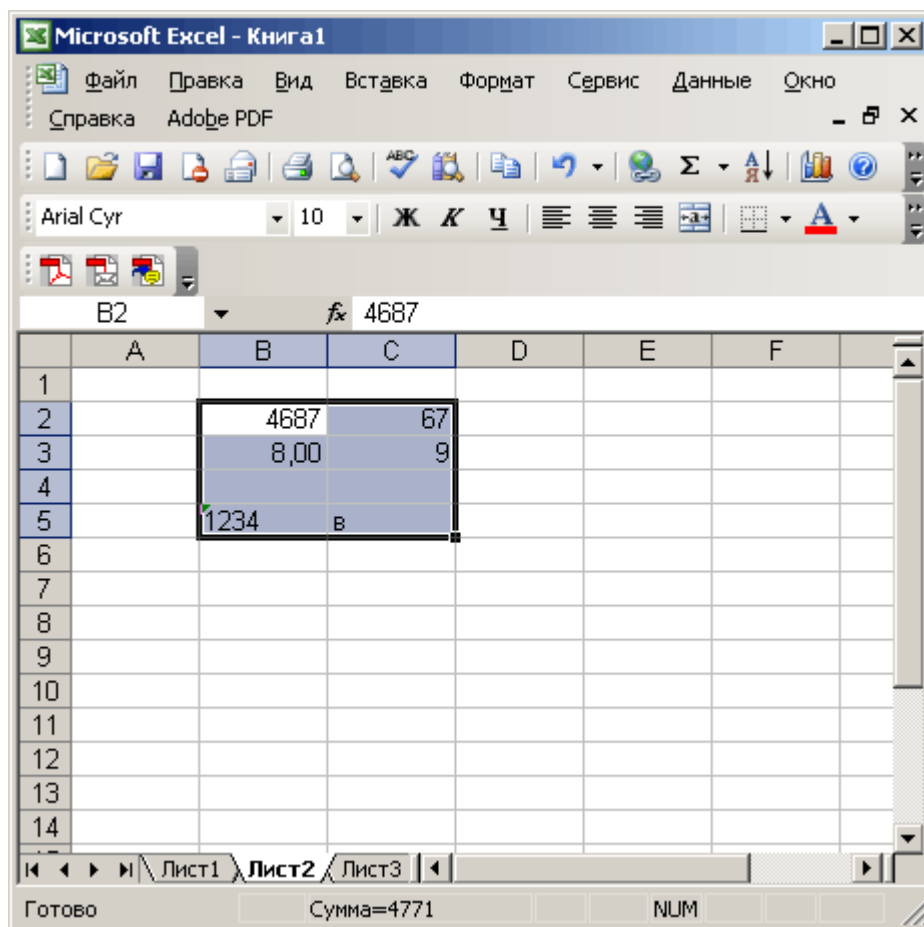 Microsoft Excel - Книга1
Файл Правка Вид Вставка Формат Сервис Данные Окно
Справка Adobe PDF
ABC Σ А Я
Arial Cyr 10 Ж К Ч a А
B2 fx 4687
A B C D E F
1
2 4687 67
3 8,00 9
4
5 1234 в
6
7
8
9
10
11
12
13
14
Лист1 Лист2 Лист3
Готово Сумма=4771 NUM